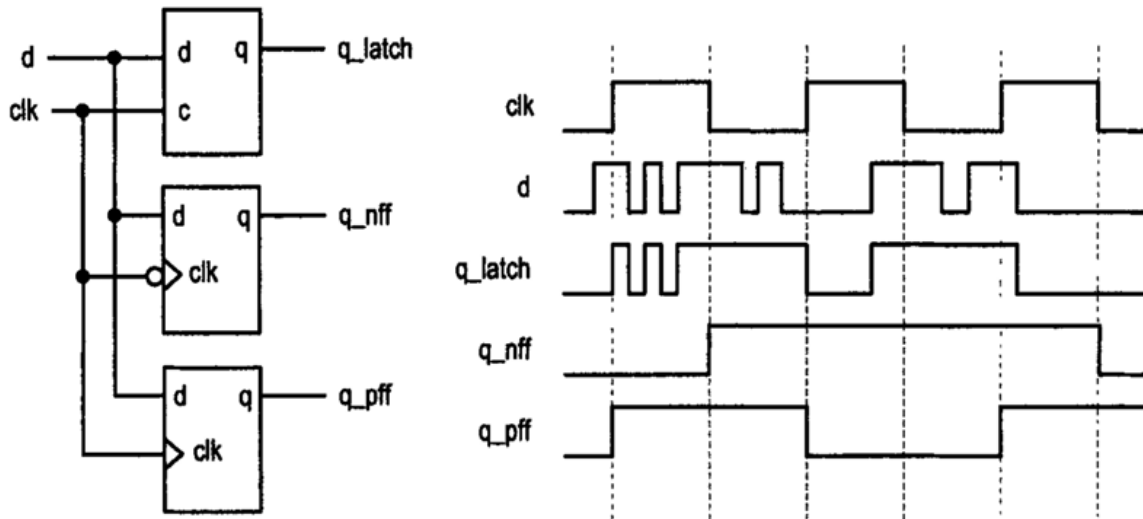 d
clk
d q
c
q_latch
d q
clk
q_nff
d q
clk
q_pff
clk
d
q_latch
q_nff
q_pff